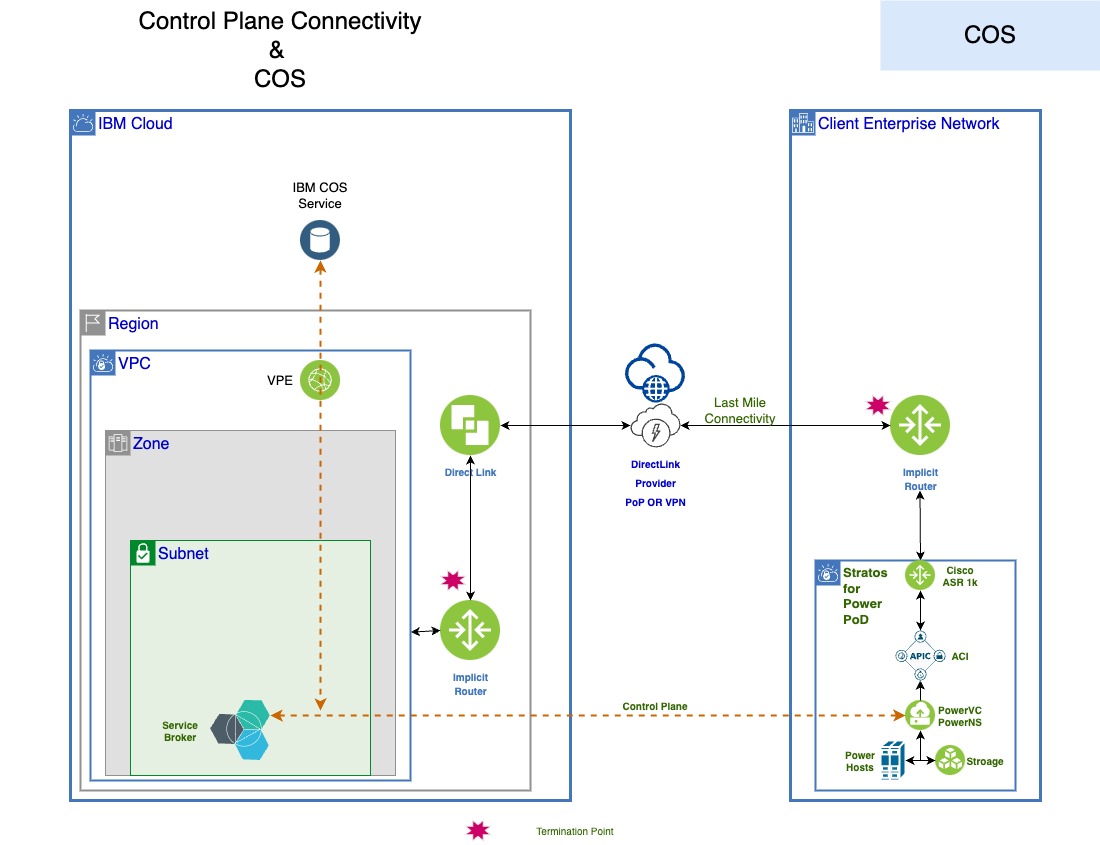 Control Plane Connectivity
&
COS
COS
IBM Cloud
Client Enterprise Network
IBM COS
Service
Region
VPC
VPE
Zone
Subnet
Direct Link
DirectLink
Provider
PoP OR VPN
Last Mile
Connectivity
Implicit
Router
Stratos
for
Power
PoD
Cisco
ASR 1k
APIC
ACI
Implicit
Router
Control Plane
PowerVC
PowerNS
Service
Broker
Power
Hosts
Stroage
Termination Point